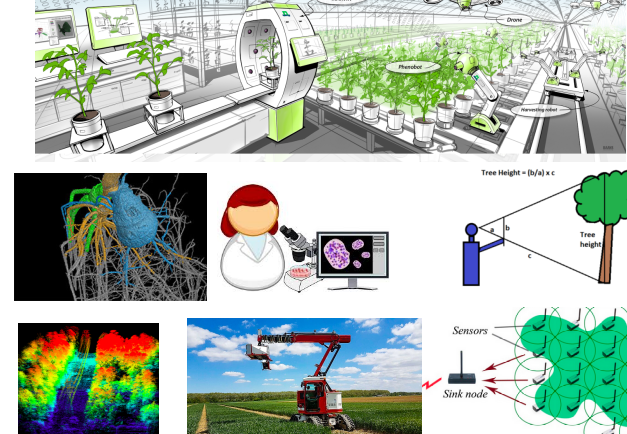 Drone
Phenobot
Harvesting robot
Tree Height = (b/a) x c
a
b
c
Tree
height
Sensors
Sink node